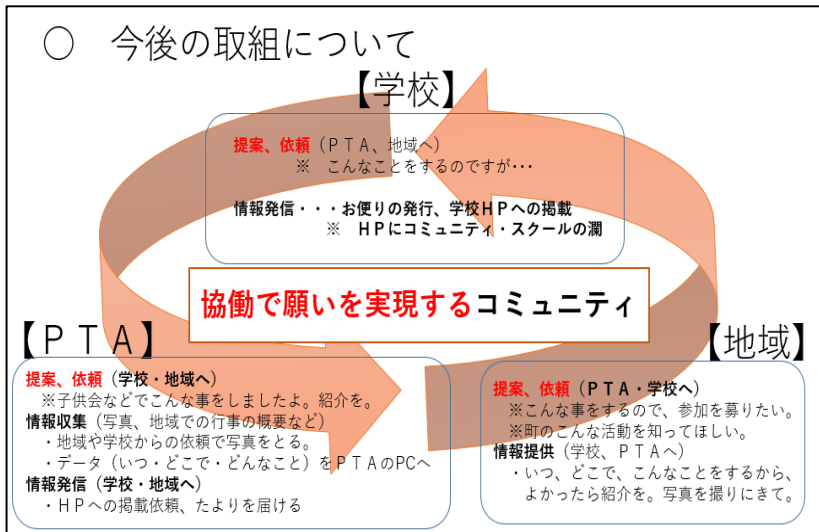 ○　今後の取組について
【学校】
提案、依頼（ＰＴＡ、地域へ）
※　こんなことをするのですが･･･
情報発信・・・お便りの発行、学校ＨＰへの掲載
※　ＨＰにコミュニティ・スクールの瀾
協働で願いを実現するコミュニティ
【ＰＴＡ】
提案、依頼（学校・地域へ）
※子供会などでこんな事をしましたよ。紹介を。
情報収集（写真、地域での行事の概要など）
・地域や学校からの依頼で写真をとる。
・データ（いつ・どこで・どんなこと）をＰＴＡのPCへ
情報発信（学校・地域へ）
・ＨＰへの掲載依頼、たよりを届ける
【地域】
提案、依頼（ＰＴＡ・学校へ）
※こんな事をするので、参加を募りたい。
※町のこんな活動を知ってほしい。
情報提供（学校、ＰＴＡへ）
・いつ、どこで、こんなことをするから、
よかったら紹介を。写真を撮りにきて。